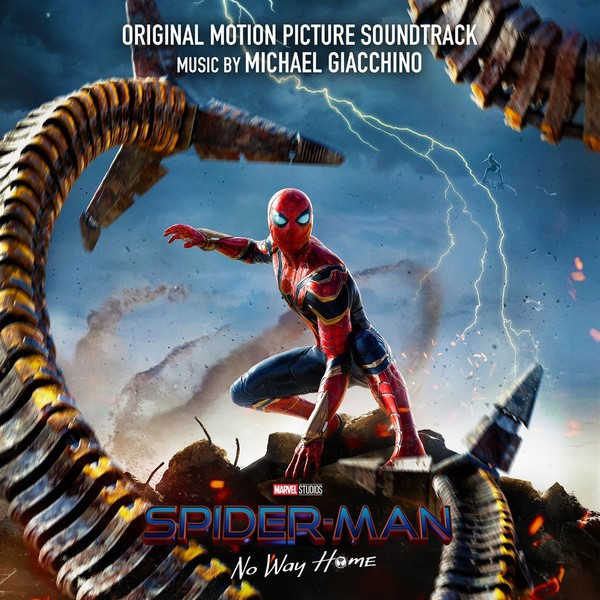 ORIGINAL MOTION PICTURE SOUNDTRACK
MUSIC BY MICHAEL GIACCHINO
MARVEL STUDIOS
SPIDER-MAN
No Way Home